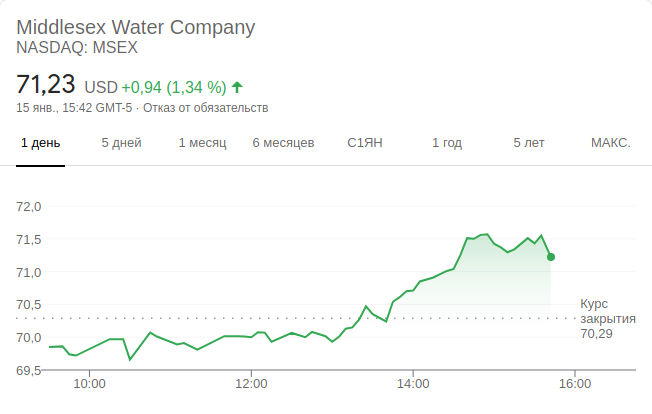 Middlesex Water Company
NASDAQ: MSEX
71,23 USD +0,94 (1,34 %)
15 янв., 15:42 GMT-5 · Отказ от обязательств
1 день 5 дней 1 месяц 6 месяцев С1ЯН 1 год 5 лет МАКС.
72,0
71,5
71,0
70,5
70,0
69,5
Курс
закрытия
70,29
10:00 12:00 14:00 16:00